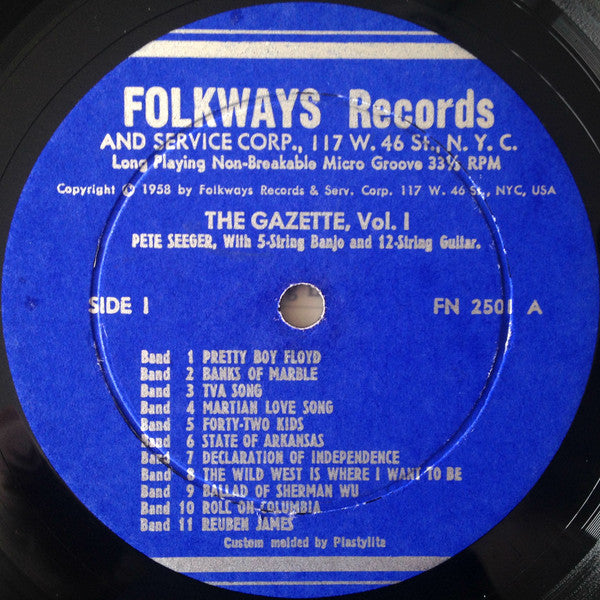 FOLKWAYS Records
AND SERVICE CORP., 117 W. 46 St., N. Y. C.
Long Playing Non-Breakable Micro Groove 33⅓ RPM
Copyright © 1958 by Folkways Records & Serv. Corp. 117 W. 46 St., NYC, USA
THE GAZETTE, Vol. I
PETE SEEGER, With 5-String Banjo and 12-String Guitar.
SIDE I FN 2501 A
Band 1 PRETTY BOY FLOYD
Band 2 BANKS OF MARBLE
Band 3 TVA SONG
Band 4 MARTIAN LOVE SONG
Band 5 FORTY-TWO KIDS
Band 6 STATE OF ARKANSAS
Band 7 DECLARATION OF INDEPENDENCE
Band 8 THE WILD WEST IS WHERE I WANT TO BE
Band 9 BALLAD OF SHERMAN WU
Band 10 ROLL ON COLUMBIA
Band 11 REUBEN JAMES
Custom molded by Plastylite